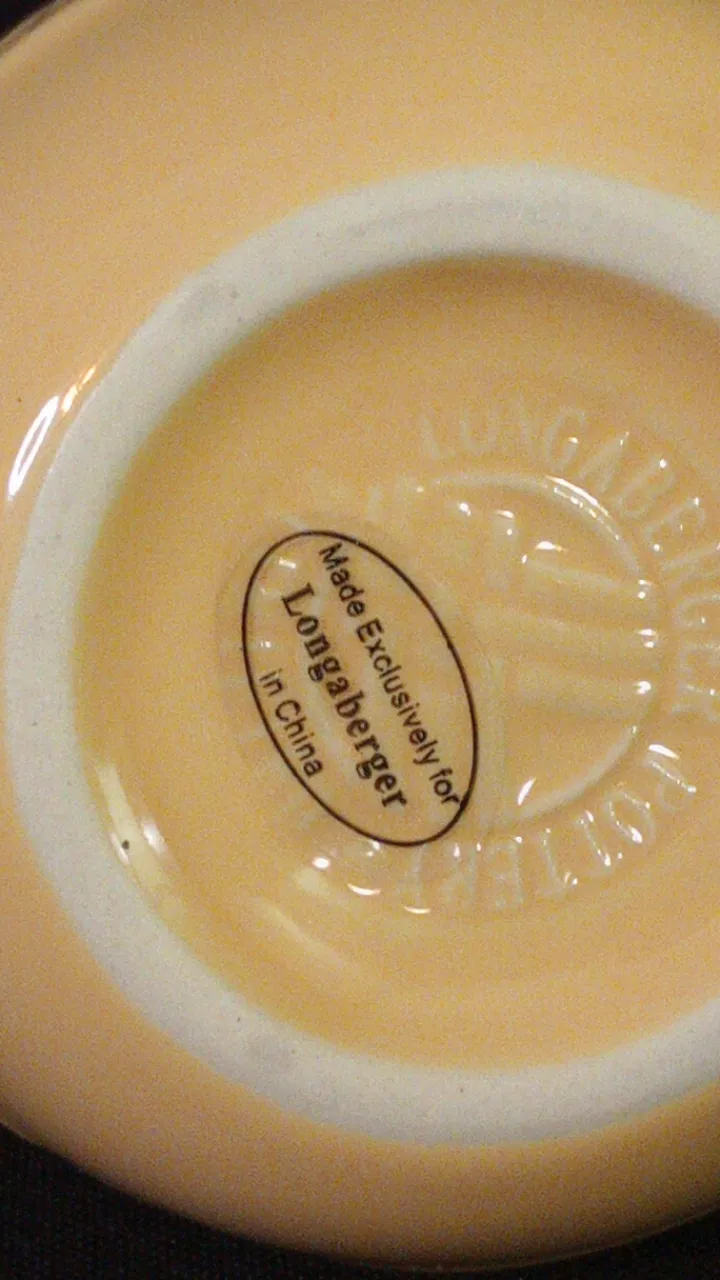 LONGABERGER POTTERY
Made Exclusively for
Longaberger
in China